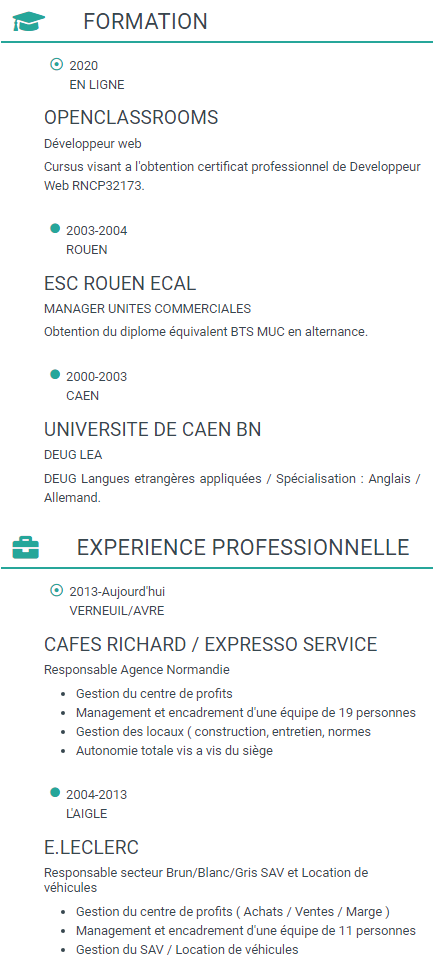 FORMATION
2020
EN LIGNE
OPENCLASSROOMS
Développeur web
Cursus visant a l'obtention certificat professionnel de Developpeur
Web RNCP32173.
2003-2004
ROUEN
ESC ROUEN ECAL
MANAGER UNITES COMMERCIALES
Obtention du diplome équivalent BTS MUC en alternance.
2000-2003
CAEN
UNIVERSITE DE CAEN BN
DEUG LEA
DEUG Langues etrangères appliquées / Spécialisation : Anglais /
Allemand.
EXPERIENCE PROFESSIONNELLE
2013-Aujourd'hui
VERNEUIL/AVRE
CAFES RICHARD / EXPRESSO SERVICE
Responsable Agence Normandie
• Gestion du centre de profits
• Management et encadrement d'une équipe de 19 personnes
• Gestion des locaux ( construction, entretien, normes
• Autonomie totale vis a vis du siège
2004-2013
L'AIGLE
E.LECLERC
Responsable secteur Brun/Blanc/Gris SAV et Location de
véhicules
• Gestion du centre de profits ( Achats / Ventes / Marge )
• Management et encadrement d'une équipe de 11 personnes
• Gestion du SAV / Location de véhicules